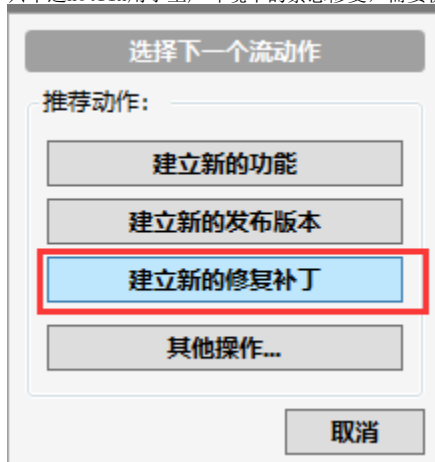 选择下一个流动作
推荐动作:
建立新的功能
建立新的发布版本
建立新的修复补丁
其他操作...
取消